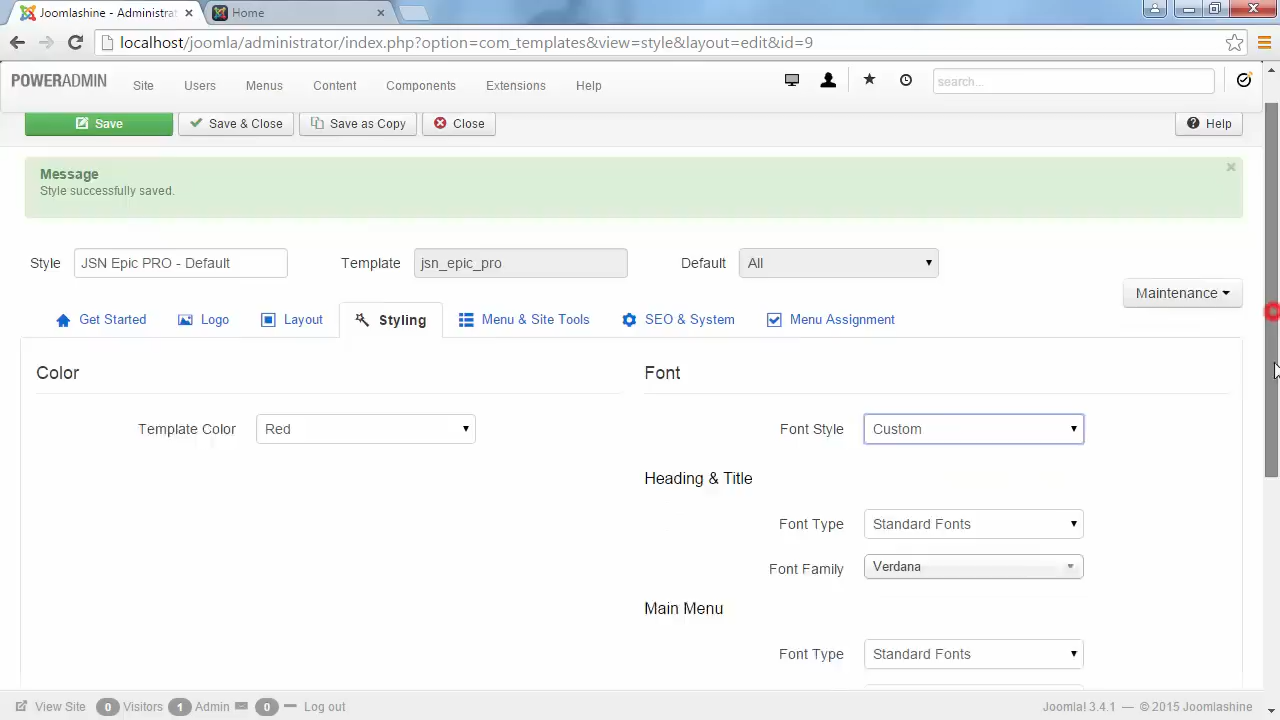 Joomlashine - Administrat
Home
localhost/joomla/administrator/index.php?option=com_templates&view=style&layout=edit&id=9
POWERADMIN Site Users Menus Content Components Extensions Help search...
Save Save & Close Save as Copy Close Help
Message
Style successfully saved.
Style JSN Epic PRO - Default Template jsn_epic_pro Default All
Maintenance
Get Started Logo Layout Styling Menu & Site Tools SEO & System Menu Assignment
Color Font
Template Color Red Font Style Custom
Heading & Title
Font Type Standard Fonts
Font Family Verdana
Main Menu
Font Type Standard Fonts
View Site 0 Visitors 1 Admin 0 Log out Joomla! 3.4.1 — © 2015 Joomlashine